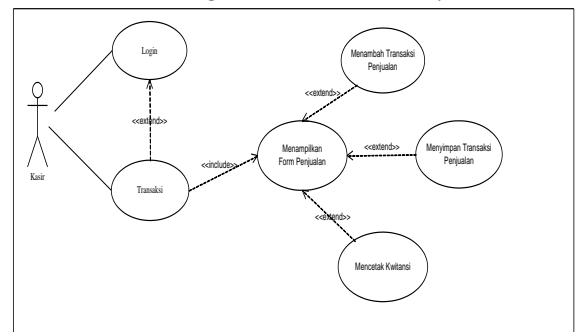 Login
Menambah Transaksi
Penjualan
<<extend>>
<<extend>>
Menampilkan
Form Penjualan
<<extend>>
Menyimpan Transaksi
Penjualan
<<include>>
Kasir
Transaksi
<<extend>>
Mencetak Kwitansi